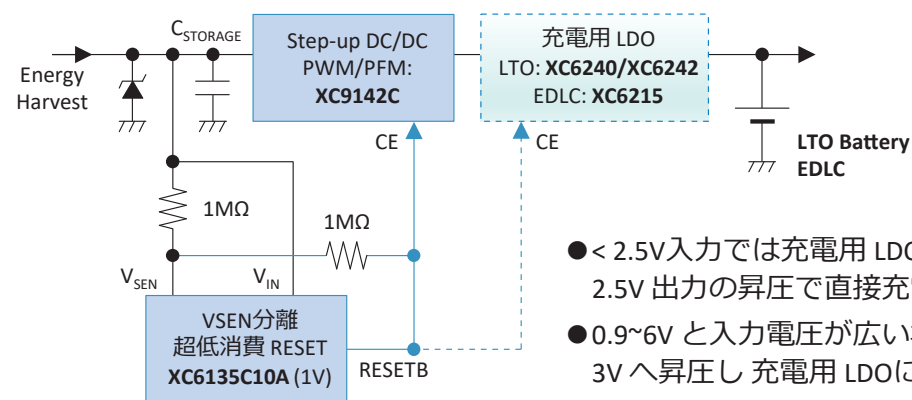 C_STORAGE
Energy
Harvest
Step-up DC/DC
PWM/PFM:
XC9142C
充電用 LDO
LTO: XC6240/XC6242
EDLC: XC6215
CE
CE
LTO Battery
EDLC
1MΩ
1MΩ
V_SEN
V_IN
VSEN分離
超低消費 RESET
XC6135C10A (1V)
RESETB
●< 2.5V入力では充電用 LDO
2.5V 出力の昇圧で直接充
●0.9~6V と入力電圧が広い
3V へ昇圧し 充電用 LDOに